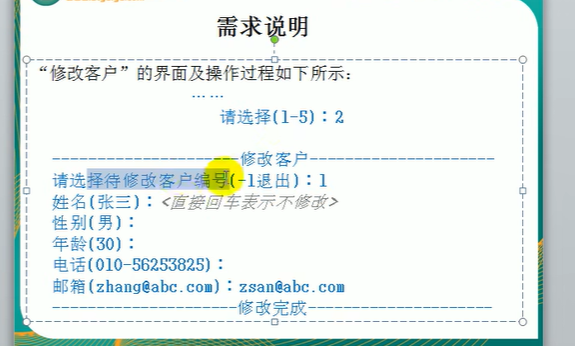 需求说明
“修改客户”的界面及操作过程如下所示：
……
请选择(1-5)：2
---------------------修改客户---------------------
请选择待修改客户编号(-1退出)：1
姓名(张三)：<直接回车表示不修改>
性别(男)：
年龄(30)：
电话(010-56253825)：
邮箱(zhang@abc.com)：zsan@abc.com
---------------------修改完成---------------------